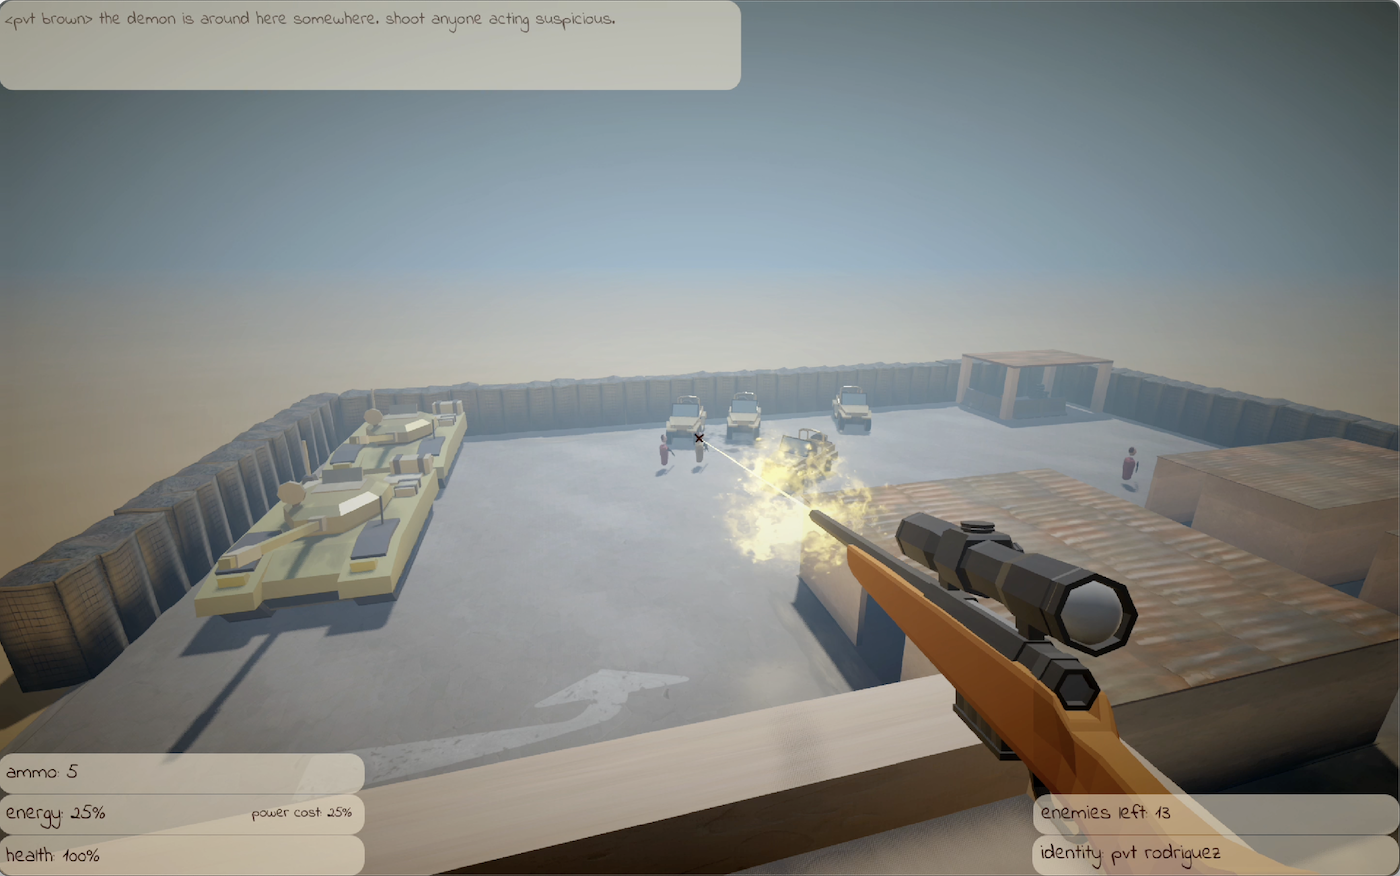 <pvt brown> the demon is around here somewhere. shoot anyone acting suspicious.
ammo: 5
energy: 25% power cost: 25%
health: 100%
enemies left: 13
identity: pvt rodriguez